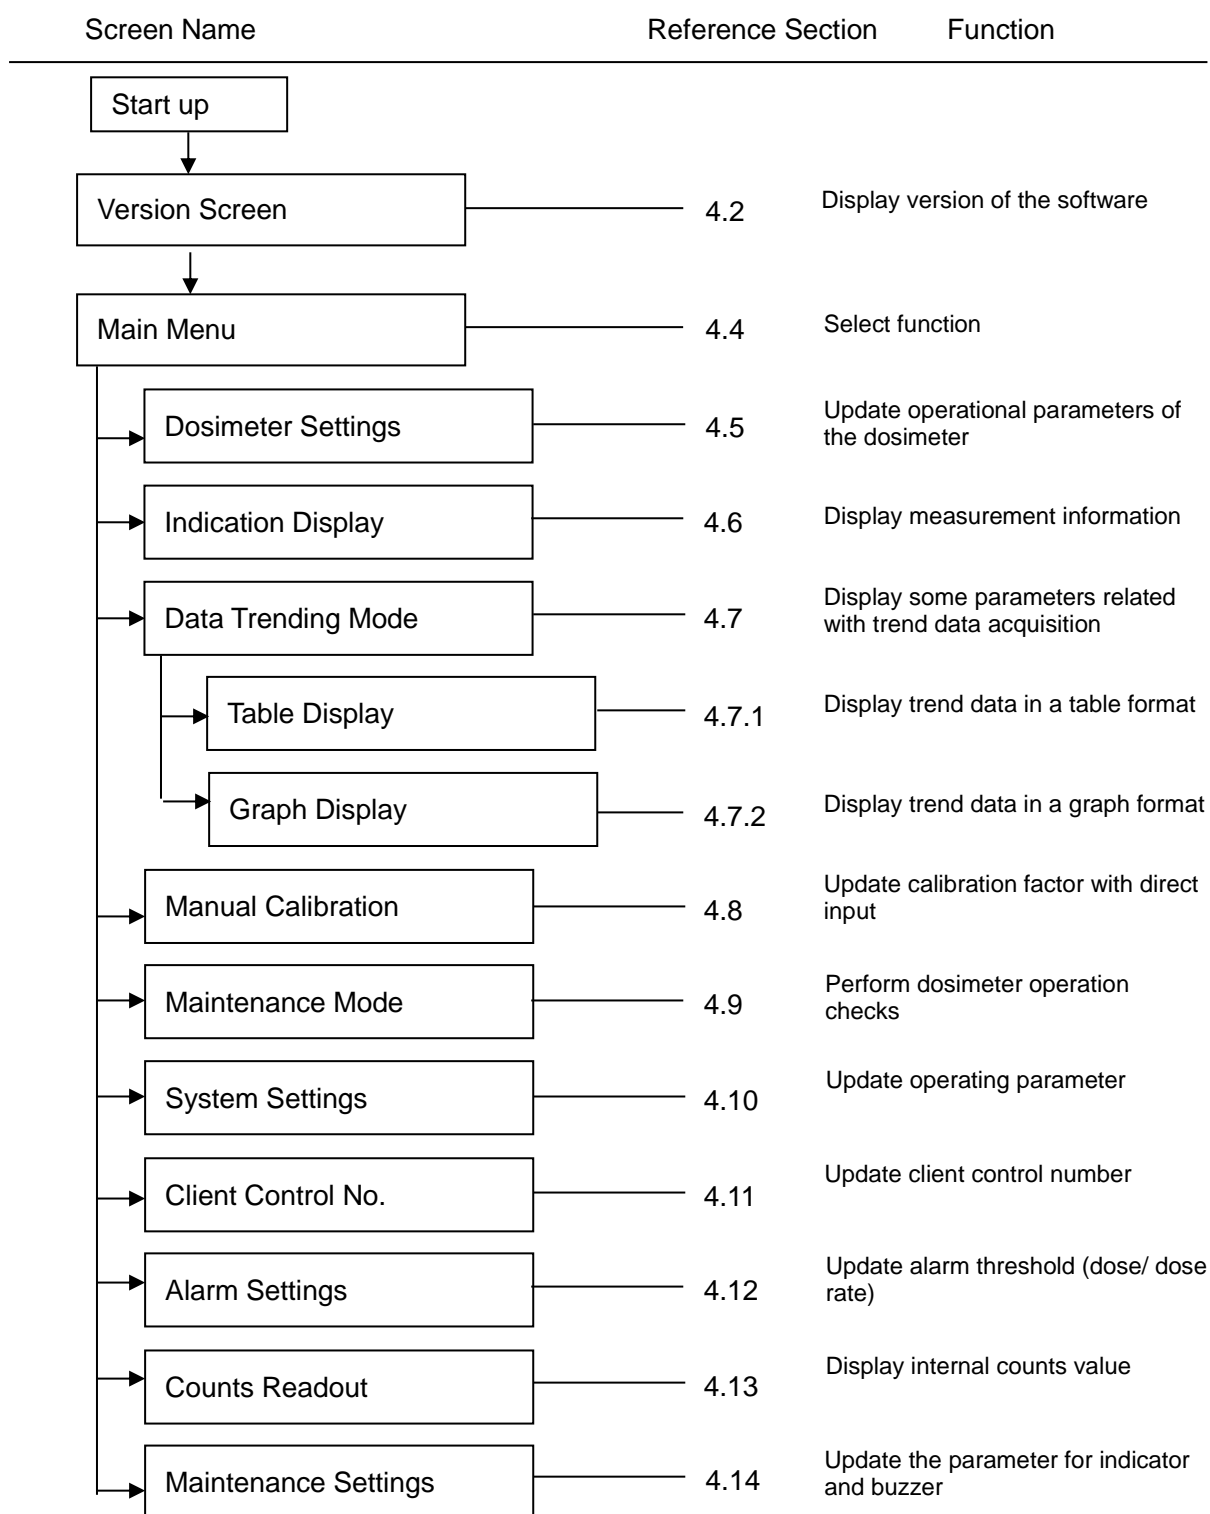 Screen Name Reference Section Function
Start up
Version Screen 4.2 Display version of the software
Main Menu 4.4 Select function
Dosimeter Settings 4.5 Update operational parameters of
the dosimeter
Indication Display 4.6 Display measurement information
Data Trending Mode 4.7 Display some parameters related
with trend data acquisition
Table Display 4.7.1 Display trend data in a table format
Graph Display 4.7.2 Display trend data in a graph format
Manual Calibration 4.8 Update calibration factor with direct
input
Maintenance Mode 4.9 Perform dosimeter operation
checks
System Settings 4.10 Update operating parameter
Client Control No. 4.11 Update client control number
Alarm Settings 4.12 Update alarm threshold (dose/ dose
rate)
Counts Readout 4.13 Display internal counts value
Maintenance Settings 4.14 Update the parameter for indicator
and buzzer